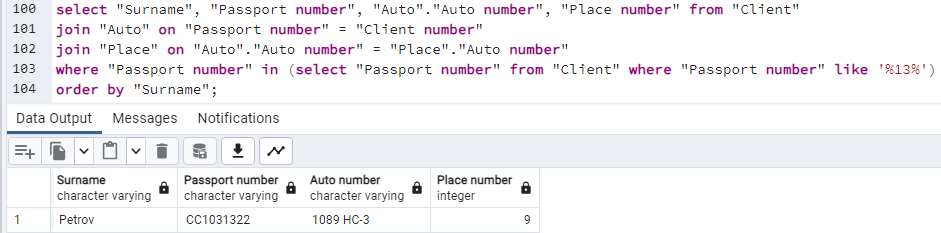 100 select "Surname", "Passport number", "Auto"."Auto number", "Place number" from "Client"
101 join "Auto" on "Passport number" = "Client number"
102 join "Place" on "Auto"."Auto number" = "Place"."Auto number"
103 where "Passport number" in (select "Passport number" from "Client" where "Passport number" like '%13%')
104 order by "Surname";
Data Output Messages Notifications
Surname Passport number Auto number Place number
character varying character varying character varying integer
1 Petrov CC1031322 1089 HC-3 9